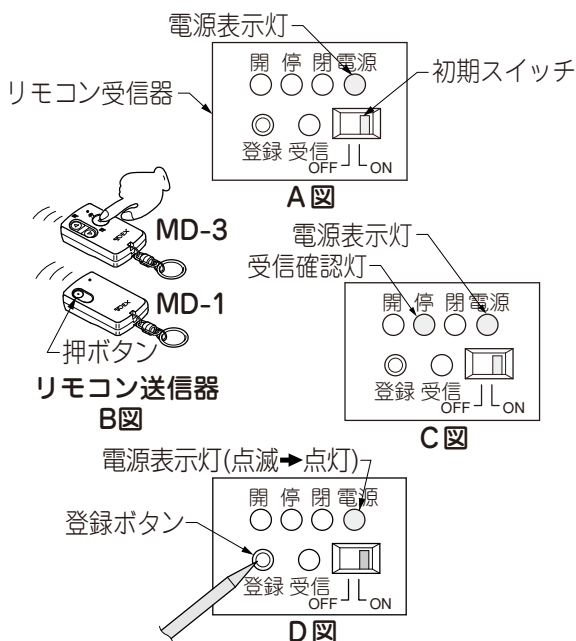 電源表示灯
開 停 閉 電源
リモコン受信器
初期スイッチ
登録 受信
OFF ON
A図
MD-3
MD-1
押ボタン
リモコン送信器
B図
電源表示灯
受信確認灯
開 停 閉 電源
登録 受信
OFF ON
C図
電源表示灯(点滅➡点灯)
開 停 閉 電源
登録ボタン
登録 受信
OFF ON
D図